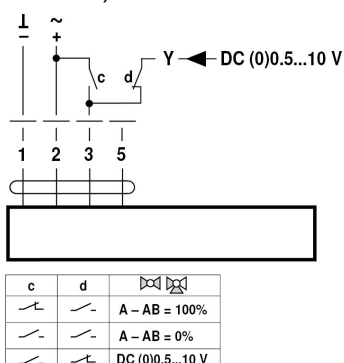 ⊥ ~
– +
c d Y DC (0)0.5...10 V
1 2 3 5
c d
A – AB = 100%
A – AB = 0%
DC (0)0.5...10 V